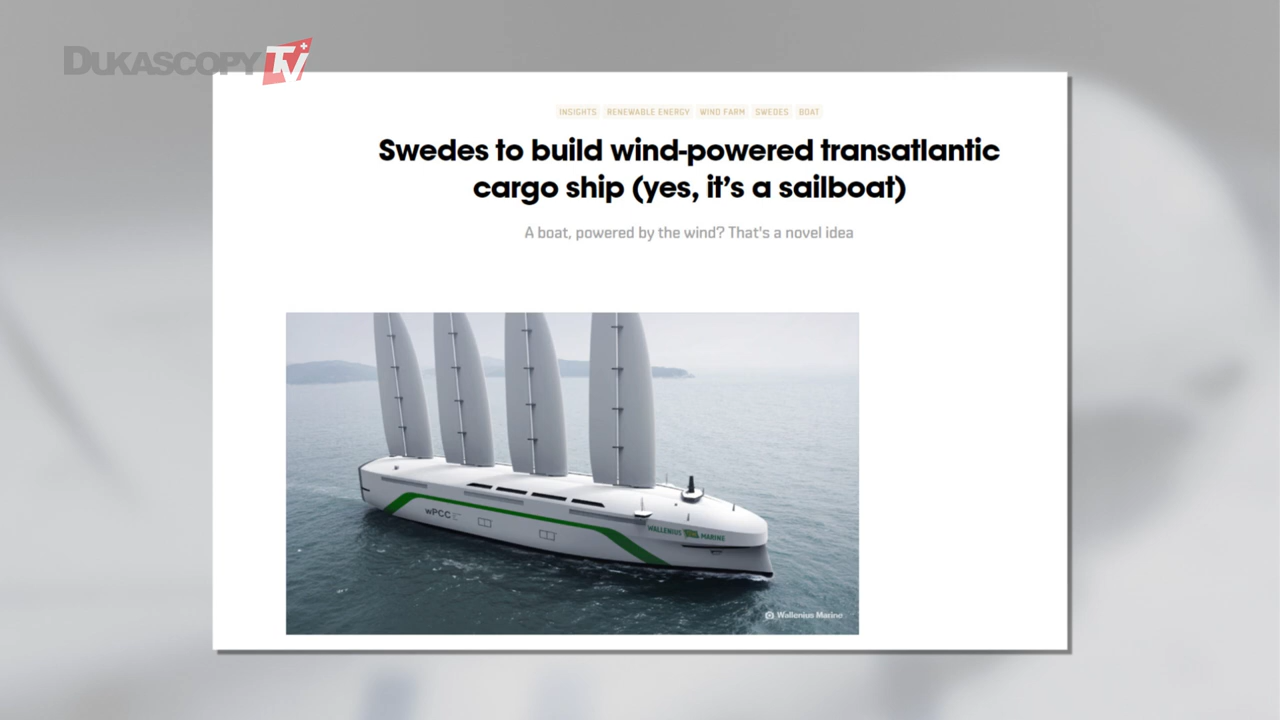 DUKASCOPY TV
INSIGHTS RENEWABLE ENERGY WIND FARM SWEDES BOAT
Swedes to build wind-powered transatlantic
cargo ship (yes, it's a sailboat)
A boat, powered by the wind? That's a novel idea
wPCC
WALLENIUS MARINE
Wallenius Marine